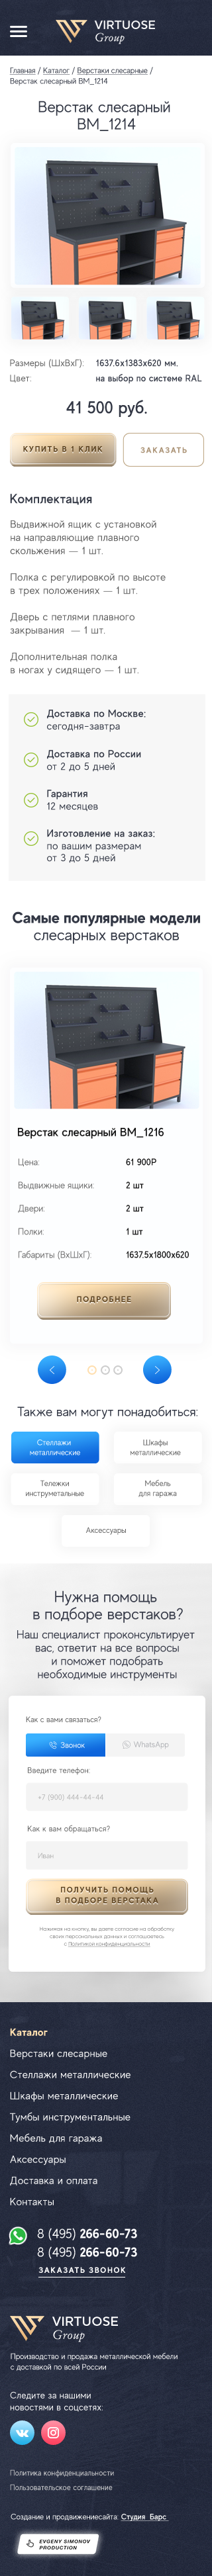 VIRTUOSE
Group
Главная / Каталог / Верстаки слесарные /
Верстак слесарный ВМ_1214
Верстак слесарный
ВМ_1214
Размеры (ШхВхГ): 1637.6х1383х620 мм.
Цвет: на выбор по системе RAL
41 500 руб.
КУПИТЬ В 1 КЛИК ЗАКАЗАТЬ
Комплектация
Выдвижной ящик с установкой
на направляющие плавного
скольжения — 1 шт.
Полка с регулировкой по высоте
в трех положениях — 1 шт.
Дверь с петлями плавного
закрывания — 1 шт.
Дополнительная полка
в ногах у сидящего — 1 шт.
Доставка по Москве:
сегодня-завтра
Доставка по России
от 2 до 5 дней
Гарантия
12 месяцев
Изготовление на заказ:
по вашим размерам
от 3 до 5 дней
Самые популярные модели
слесарных верстаков
Верстак слесарный ВМ_1216
Цена: 61 900Р
Выдвижные ящики: 2 шт
Двери: 2 шт
Полки: 1 шт
Габариты (ВхШхГ): 1637.5х1800х620
ПОДРОБНЕЕ
Также вам могут понадобиться:
Стеллажи
металлические
Шкафы
металлические
Тележки
инструметальные
Мебель
для гаража
Аксессуары
Нужна помощь
в подборе верстаков?
Наш специалист проконсультирует
вас, ответит на все вопросы
и поможет подобрать
необходимые инструменты
Как с вами связаться?
Звонок WhatsApp
Введите телефон:
+7 (900) 444-44-44
Как к вам обращаться?
Иван
ПОЛУЧИТЬ ПОМОЩЬ
В ПОДБОРЕ ВЕРСТАКА
Нажимая на кнопку, вы даете согласие на обработку
своих персональных данных и соглашаетесь
с Политикой конфиденциальности
Каталог
Верстаки слесарные
Стеллажи металлические
Шкафы металлические
Тумбы инструментальные
Мебель для гаража
Аксессуары
Доставка и оплата
Контакты
8 (495) 266-60-73
8 (495) 266-60-73
ЗАКАЗАТЬ ЗВОНОК
VIRTUOSE
Group
Производство и продажа металлической мебели
с доставкой по всей России
Следите за нашими
новостями в соцсетях:
Политика конфиденциальности
Пользовательское соглашение
Создание и продвижениесайта: Студия Барс
EVGENY SIMONOV
PRODUCTION